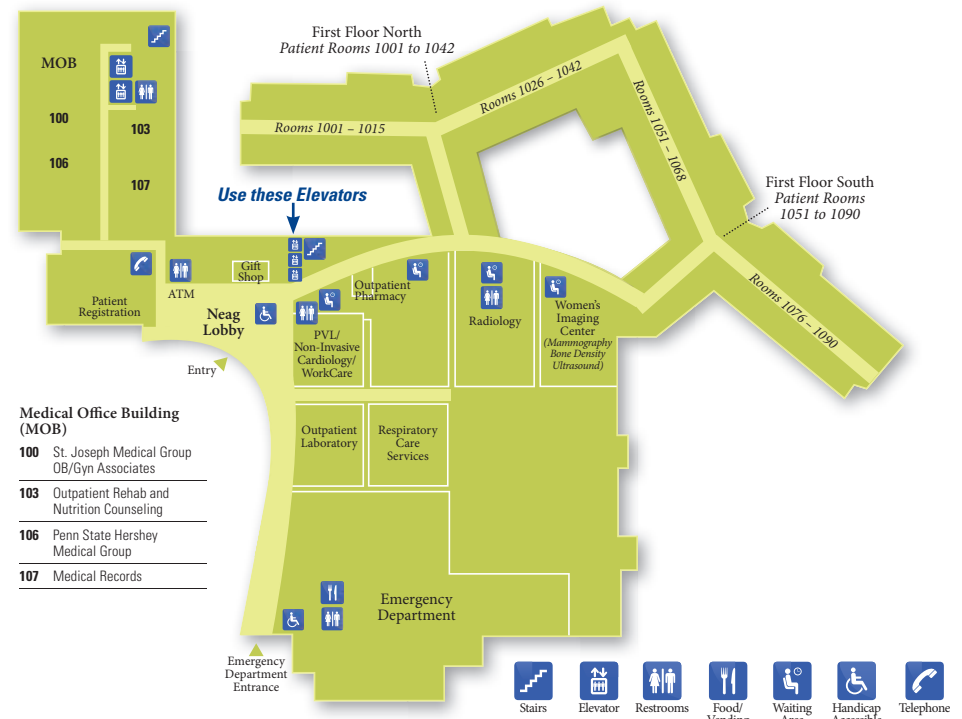 First Floor North
Patient Rooms 1001 to 1042
MOB
100
103
106
107
Rooms 1001 – 1015
Rooms 1026 – 1042
Rooms 1051 – 1068
First Floor South
Patient Rooms
1051 to 1090
Rooms 1076 – 1090
Use these Elevators
Gift
Shop
ATM
Patient
Registration
Neag
Lobby
Entry
Outpatient
Pharmacy
PVL/
Non-Invasive
Cardiology/
WorkCare
Radiology
Women's
Imaging
Center
(Mammography
Bone Density
Ultrasound)
Outpatient
Laboratory
Respiratory
Care
Services
Medical Office Building
(MOB)
100 St. Joseph Medical Group
OB/Gyn Associates
103 Outpatient Rehab and
Nutrition Counseling
106 Penn State Hershey
Medical Group
107 Medical Records
Emergency
Department
Emergency
Department
Entrance
Stairs
Elevator
Restrooms
Food/
Vending
Waiting
Area
Handicap
Accessible
Telephone